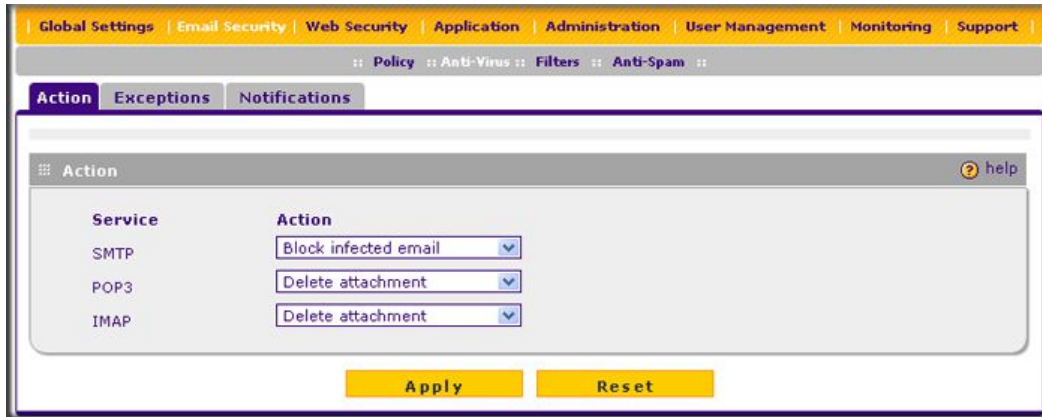 | Global Settings | Email Security | Web Security | Application | Administration | User Management | Monitoring | Support |
:: Policy :: Anti-Virus :: Filters :: Anti-Spam ::
Action Exceptions Notifications
Action ? help
Service Action
SMTP Block infected email
POP3 Delete attachment
IMAP Delete attachment
Apply Reset